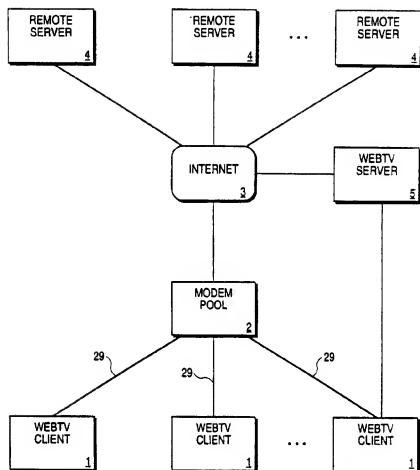 REMOTE SERVER 4
REMOTE SERVER 4
...
REMOTE SERVER 4
INTERNET 3
WEBTV SERVER 5
MODEM POOL 2
29
29
29
WEBTV CLIENT 1
WEBTV CLIENT 1
...
WEBTV CLIENT 1